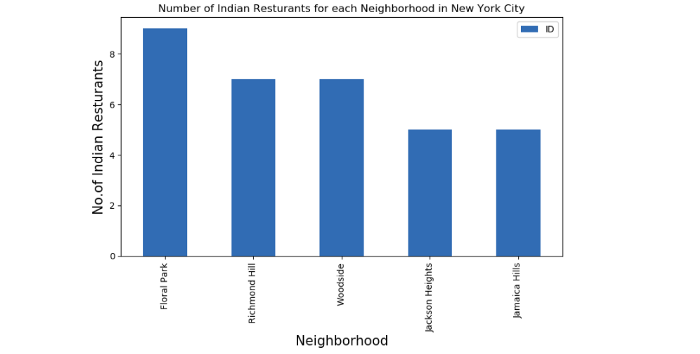 Number of Indian Resturants for each Neighborhood in New York City
ID
No.of Indian Resturants
8
6
4
2
0
Floral Park
Richmond Hill
Woodside
Jackson Heights
Jamaica Hills
Neighborhood